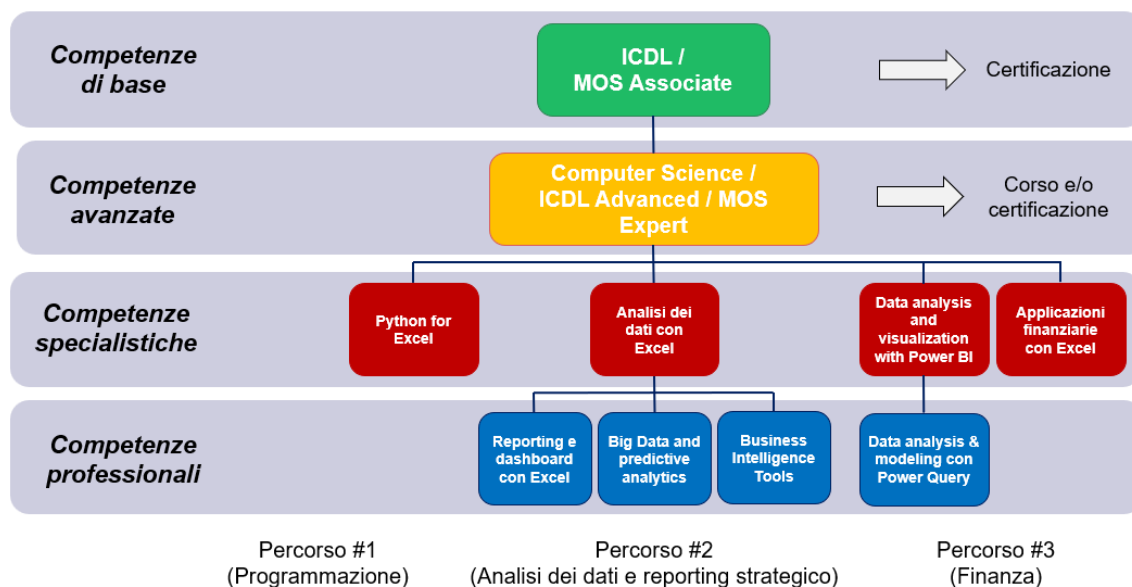 Competenze
di base
ICDL /
MOS Associate
Certificazione
Competenze
avanzate
Computer Science /
ICDL Advanced / MOS
Expert
Corso e/o
certificazione
Competenze
specialistiche
Python for
Excel
Analisi dei
dati con
Excel
Data analysis
and
visualization
with Power BI
Applicazioni
finanziarie
con Excel
Competenze
professionali
Reporting e
dashboard
con Excel
Big Data and
predictive
analytics
Business
Intelligence
Tools
Data analysis &
modeling con
Power Query
Percorso #1
(Programmazione)
Percorso #2
(Analisi dei dati e reporting strategico)
Percorso #3
(Finanza)